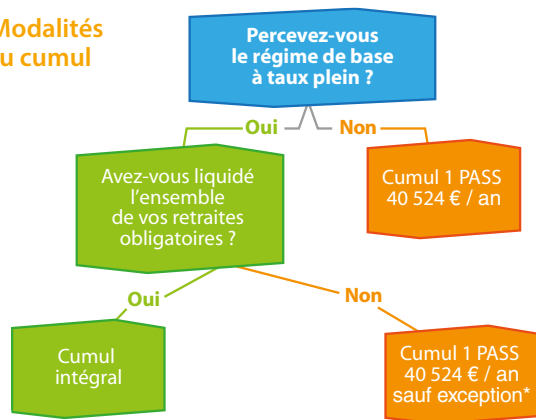 Modalités
u cumul
Percevez-vous
le régime de base
à taux plein ?
Oui
Non
Avez-vous liquidé
l'ensemble
de vos retraites
obligatoires ?
Cumul 1 PASS
40 524 € / an
Oui
Non
Cumul
intégral
Cumul 1 PASS
40 524 € / an
sauf exception*